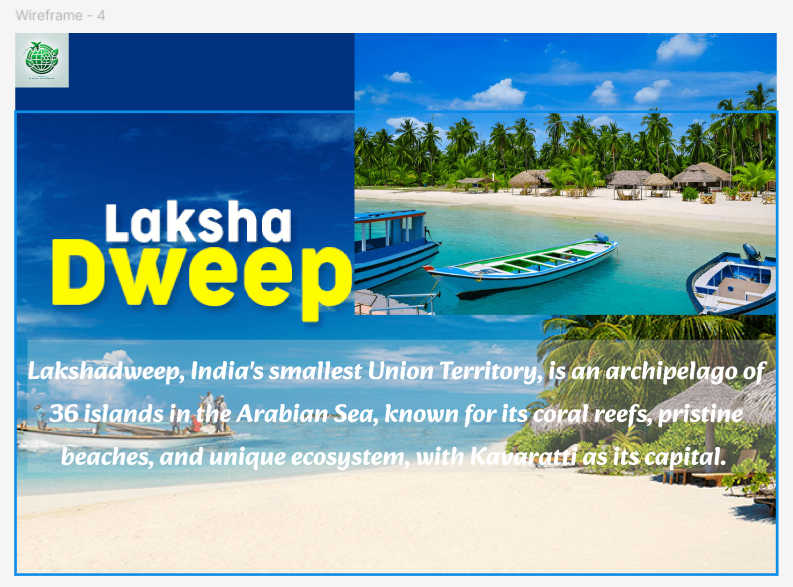 Wireframe - 4
Laksha
Dweep
Lakshadweep, India's smallest Union Territory, is an archipelago of
36 islands in the Arabian Sea, known for its coral reefs, pristine
beaches, and unique ecosystem, with Kavaratti as its capital.